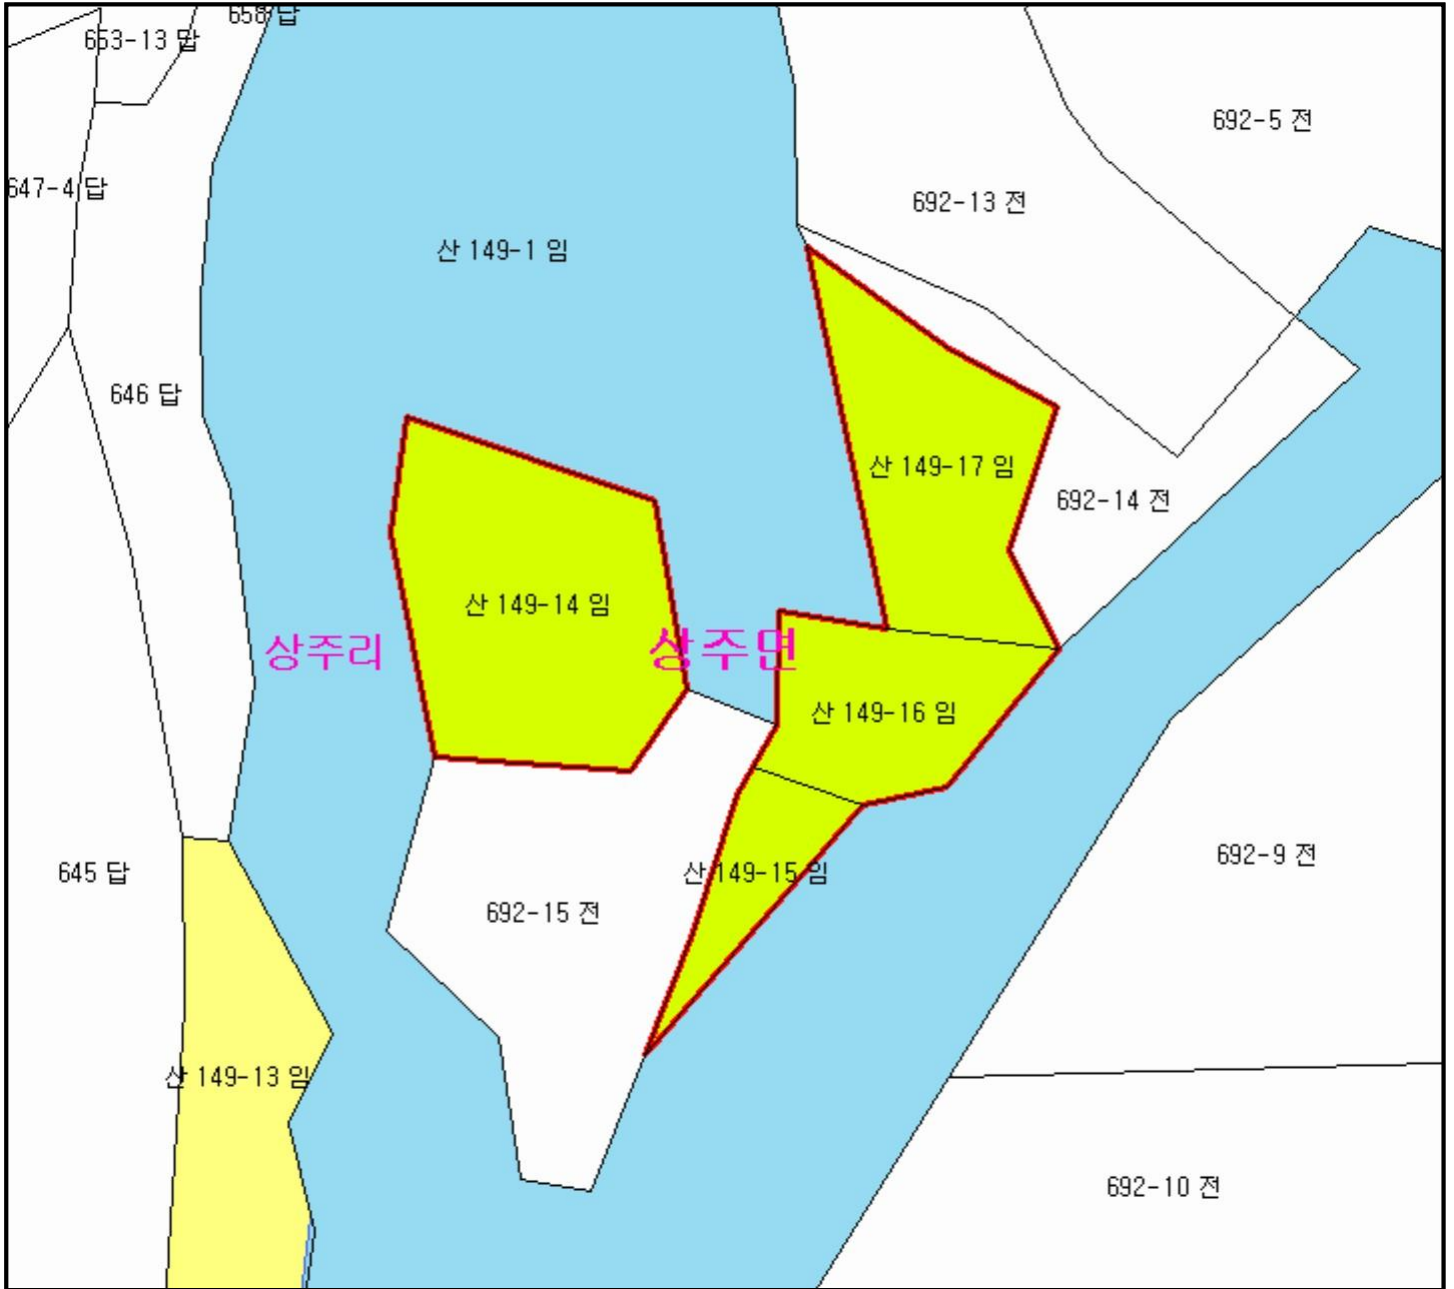 658 답
653-13 답
692-5 전
647-4 답
692-13 전
산 149-1 임
646 답
산 149-17 임
692-14 전
산 149-14 임
상주리
상주면
산 149-16 임
692-9 전
645 답
산 149-15 임
692-15 전
산 149-13 임
692-10 전